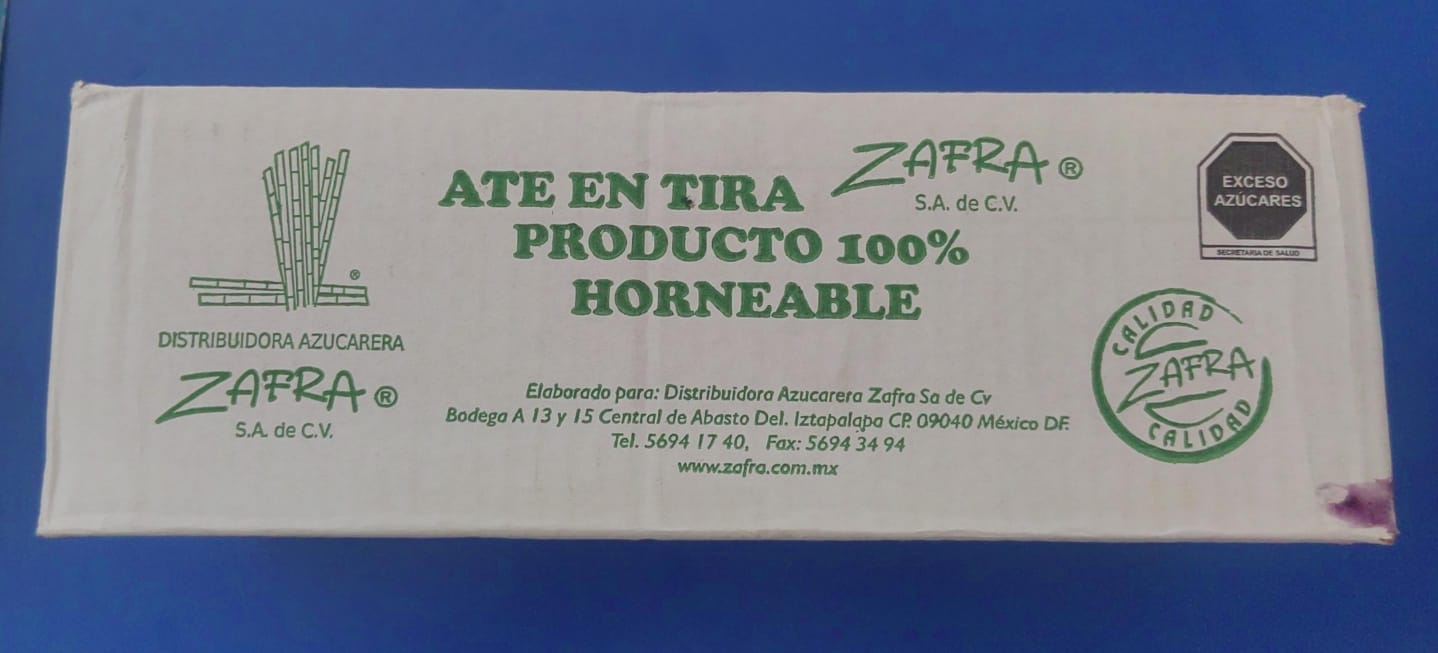 ®
DISTRIBUIDORA AZUCARERA
ZAFRA ®
S.A. de C.V.
ATE EN TIRA
ZAFRA ®
S.A. de C.V.
PRODUCTO 100%
HORNEABLE
Elaborado para: Distribuidora Azucarera Zafra Sa de Cv
Bodega A 13 y 15 Central de Abasto Del. Iztapalapa CP. 09040 México DF.
Tel. 5694 17 40, Fax: 5694 34 94
www.zafra.com.mx
EXCESO
AZÚCARES
SECRETARIA DE SALUD
CALIDAD
ZAFRA
CALIDAD